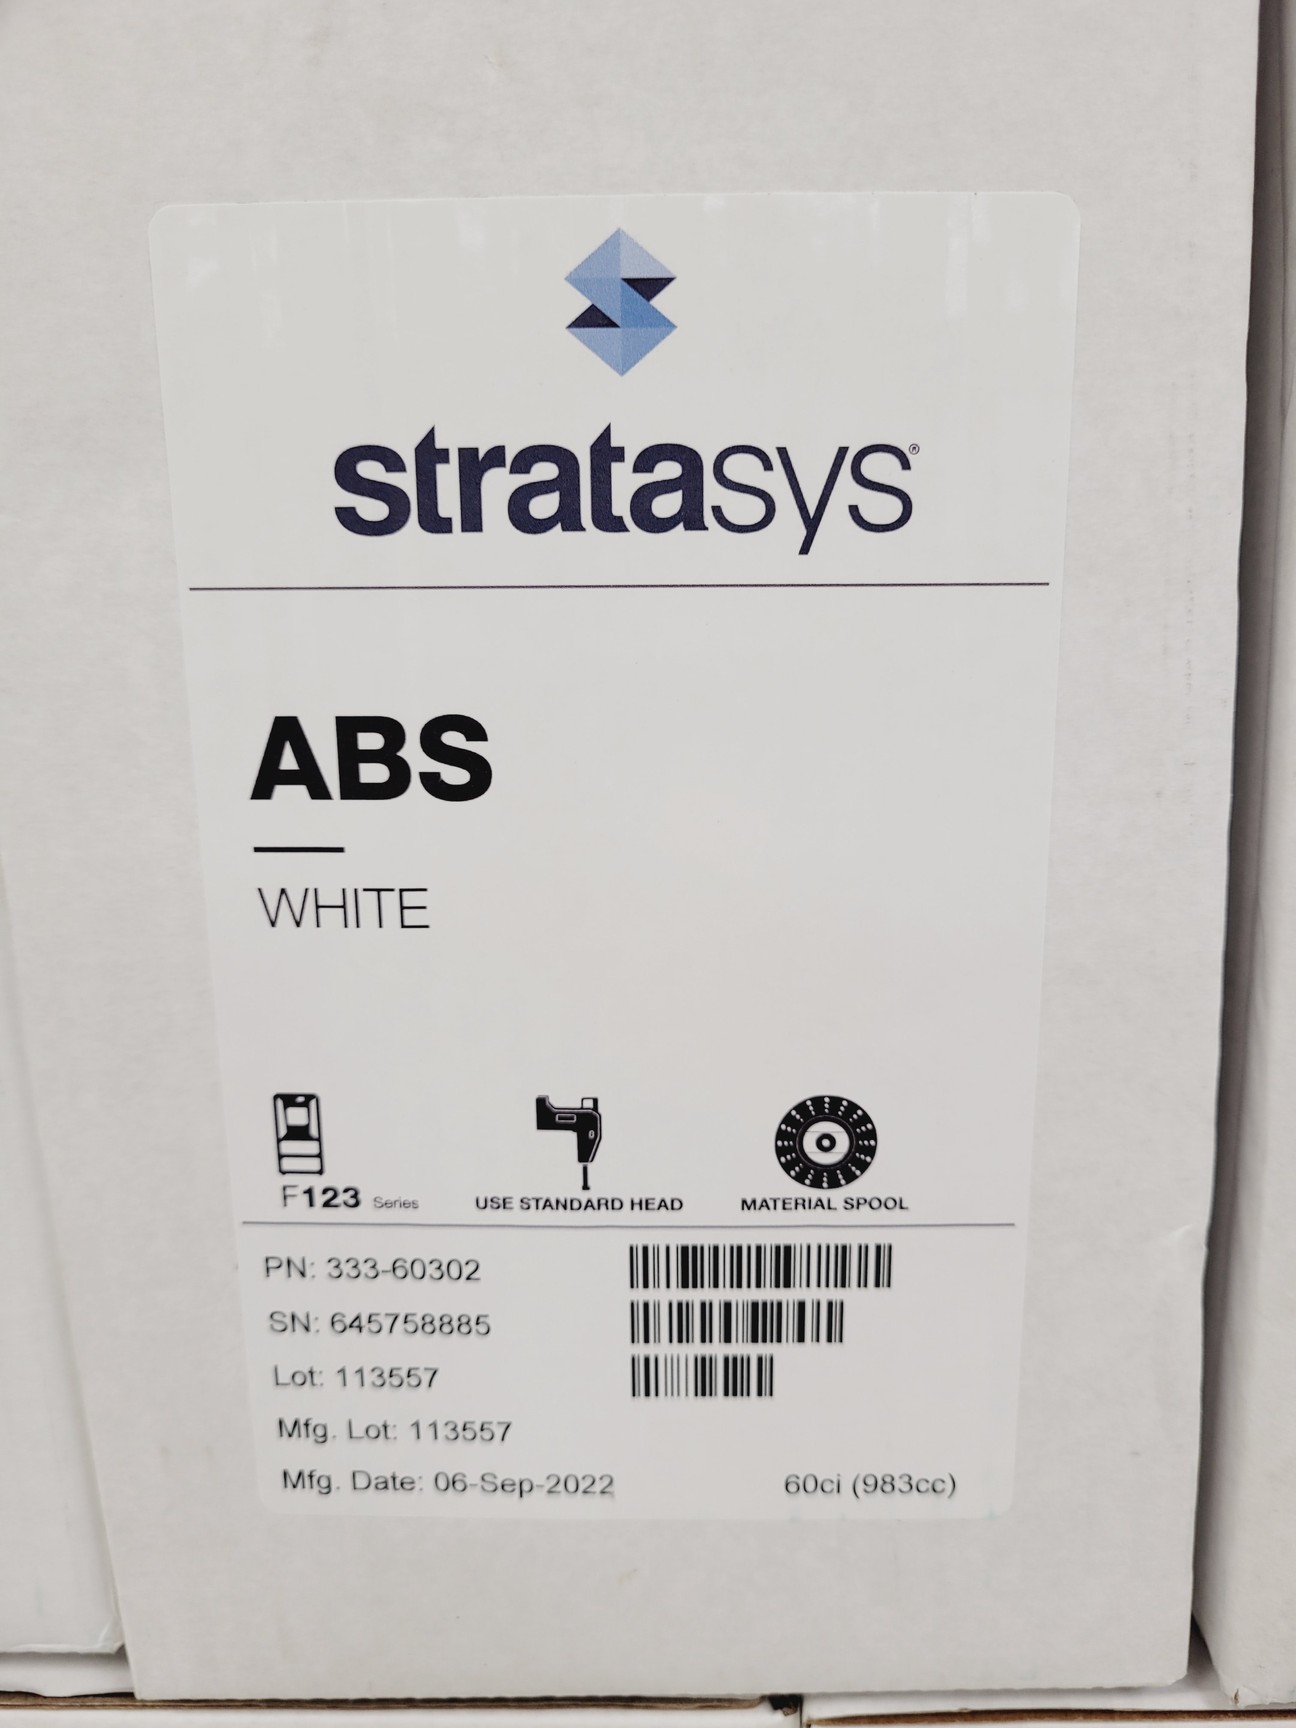 stratasys®
ABS
WHITE
F123 Series
USE STANDARD HEAD
MATERIAL SPOOL
PN: 333-60302
SN: 645758885
Lot: 113557
Mfg. Lot: 113557
Mfg. Date: 06-Sep-2022
60ci (983cc)